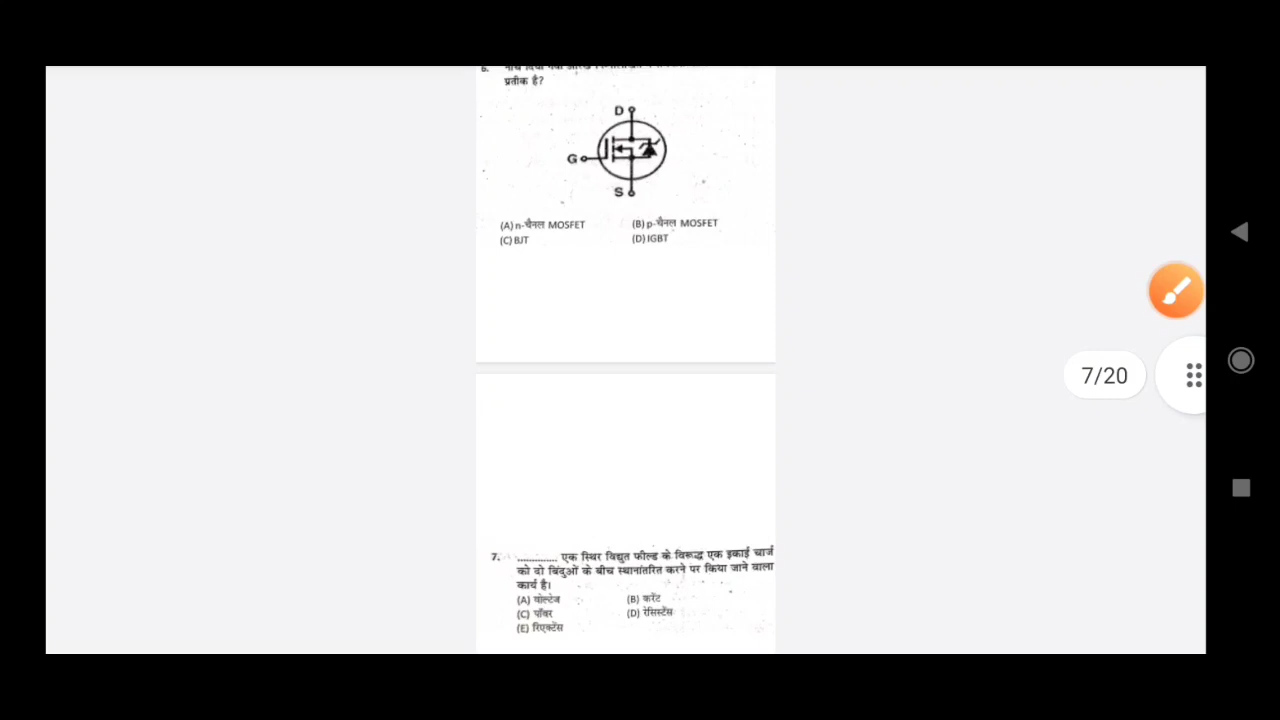 6.
प्रतीक है?
D
G
S
(A) n-चैनल MOSFET (B) p-चैनल MOSFET
(C) BJT (D) IGBT
7/20
7. ............. एक स्थिर विद्युत फील्ड के विरूद्ध एक इकाई चार्ज
को दो बिंदुओं के बीच स्थानांतरित करने पर किया जाने वाला
कार्य है।
(A) वोल्टेज (B) करेंट
(C) पॉवर (D) रेसिस्टेंस
(E) रिएक्टेंस